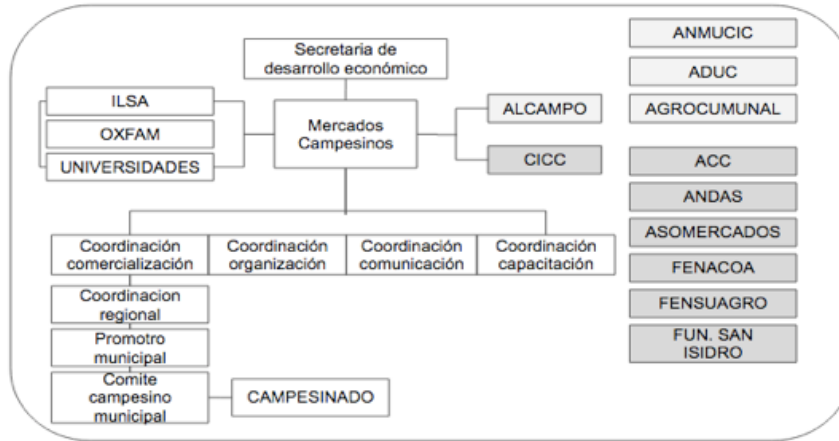 Secretaria de
desarrollo económico
ILSA
OXFAM
UNIVERSIDADES
Mercados
Campesinos
ALCAMPO
CICC
ANMUCIC
ADUC
AGROCUMUNAL
ACC
ANDAS
ASOMERCADOS
FENACOA
FENSUAGRO
FUN. SAN
ISIDRO
Coordinación
comercialización
Coordinación
organización
Coordinación
comunicación
Coordinación
capacitación
Coordinacion
regional
Promotro
municipal
Comite
campesino
municipal
CAMPESINADO